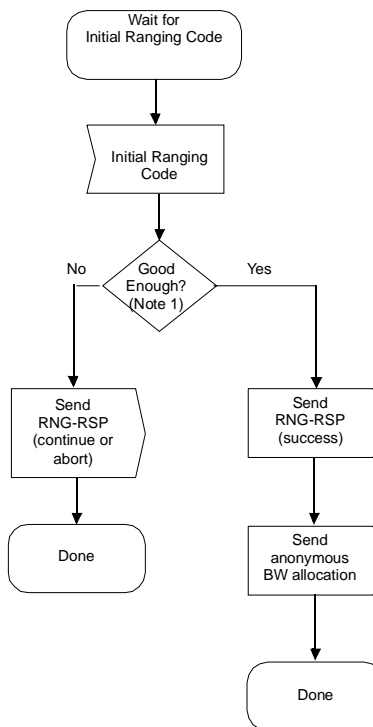 Wait for
Initial Ranging Code
Initial Ranging
Code
No
Good
Enough?
(Note 1)
Yes
Send
RNG-RSP
(continue or
abort)
Send
RNG-RSP
(success)
Done
Send
anonymous
BW allocation
Done